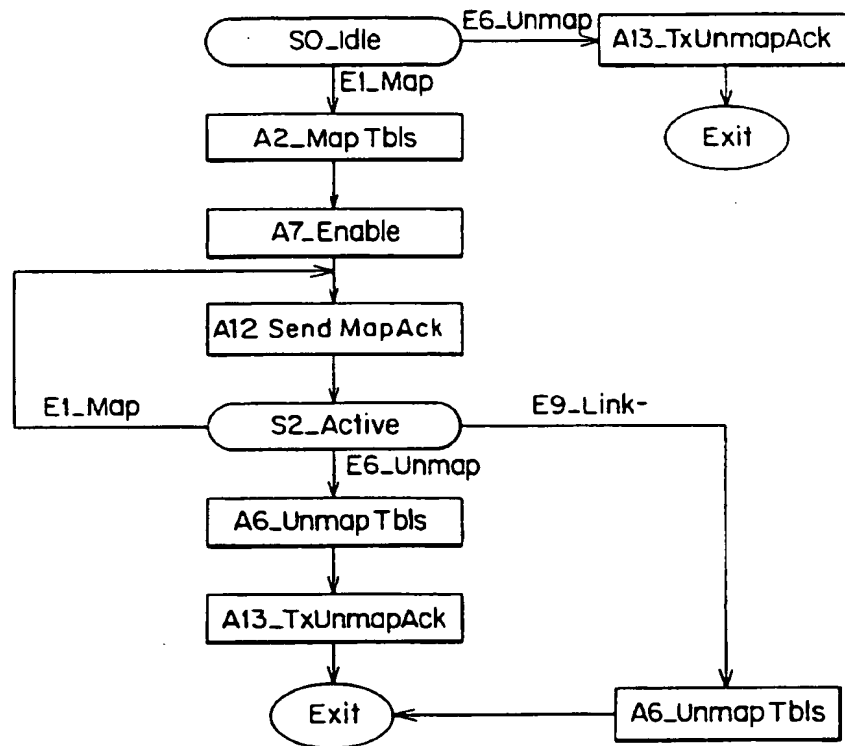 S0_Idle
E6_Unmap
A13_TxUnmapAck
E1_Map
Exit
A2_Map Tbls
A7_Enable
A12 Send MapAck
E1_Map
S2_Active
E9_Link-
E6_Unmap
A6_Unmap Tbls
A13_TxUnmapAck
Exit
A6_Unmap Tbls